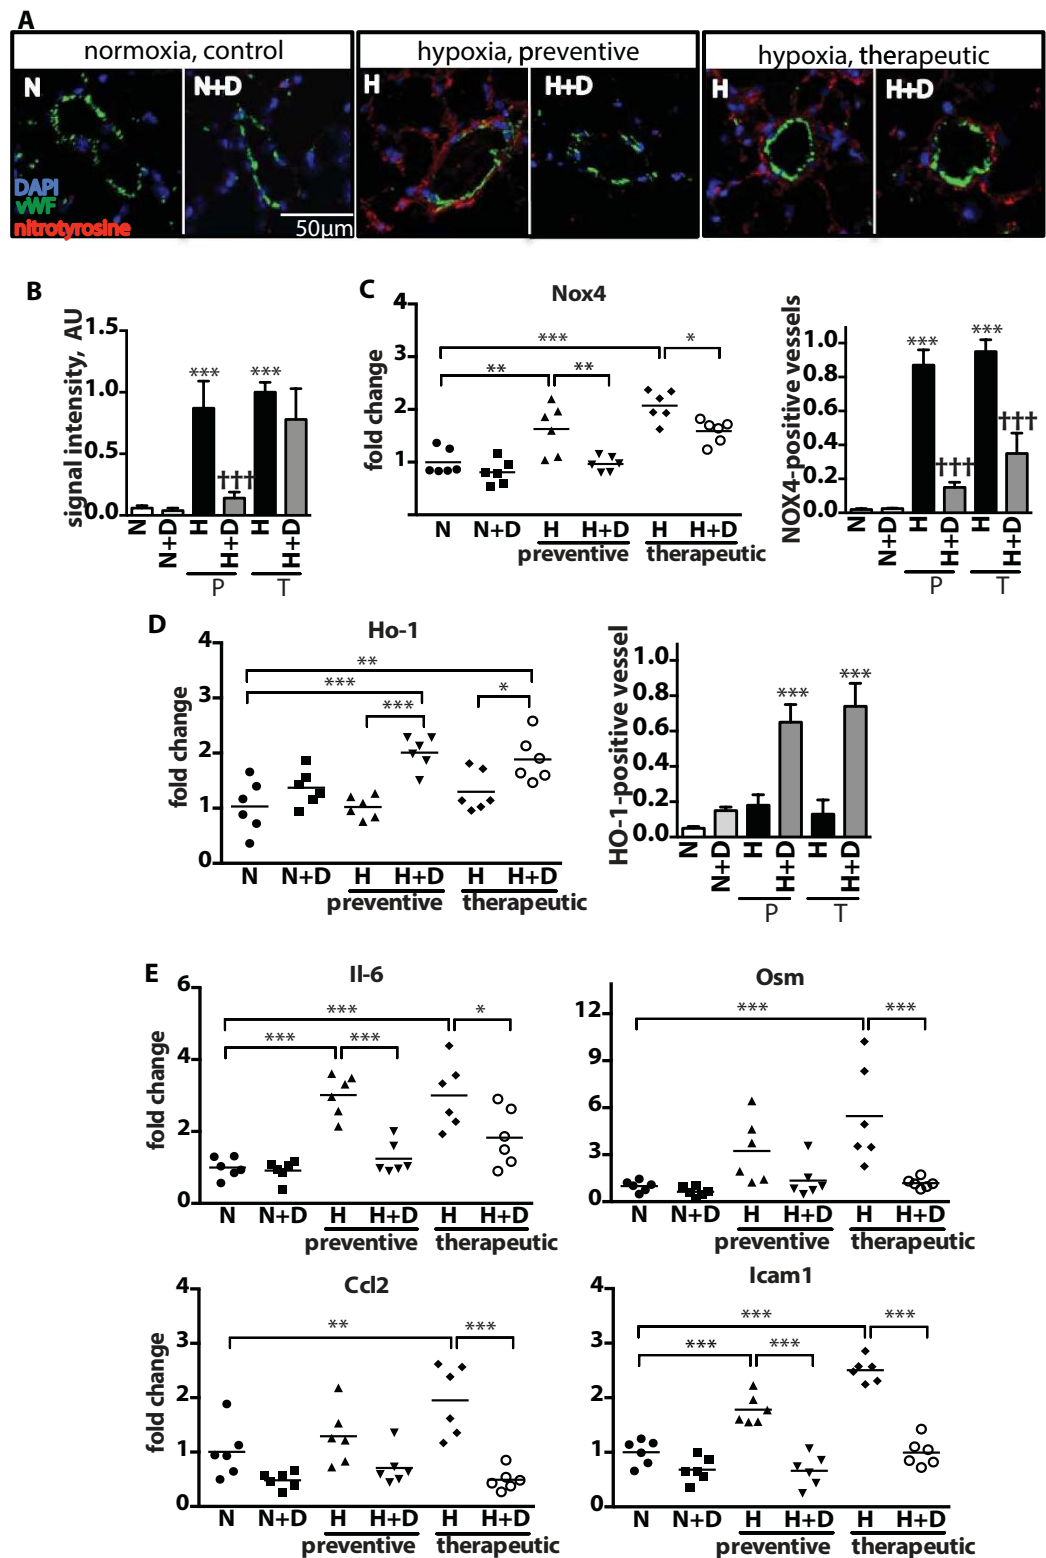 A
normoxia, control
hypoxia, preventive
hypoxia, therapeutic
N
N+D
H
H+D
H
H+D
DAPI
vWF
nitrotyrosine
50µm
B
signal intensity, AU
1.5
1.0
0.5
0.0
*** ***
†††
N
N+D
H
H+D
H
H+D
P T
C
Nox4
fold change
4
3
2
1
*** *
** **
N N+D H H+D H H+D
preventive therapeutic
NOX4-positive vessels
1.0
0.8
0.6
0.4
0.2
0.0
*** ***
††† †††
N
N+D
H
H+D
H
H+D
P T
D
Ho-1
fold change
4
3
2
1
0
**
*** *
***
N N+D H H+D H H+D
preventive therapeutic
HO-1-positive vessel
1.0
0.8
0.6
0.4
0.2
0.0
*** ***
N
N+D
H
H+D
H
H+D
P T
E
Il-6
fold change
6
4
2
0
*** *
*** ***
N N+D H H+D H H+D
preventive therapeutic
Osm
12
9
6
3
0
*** ***
N N+D H H+D H H+D
preventive therapeutic
Ccl2
fold change
4
3
2
1
0
** ***
N N+D H H+D H H+D
preventive therapeutic
Icam1
4
3
2
1
0
*** ***
*** ***
N N+D H H+D H H+D
preventive therapeutic